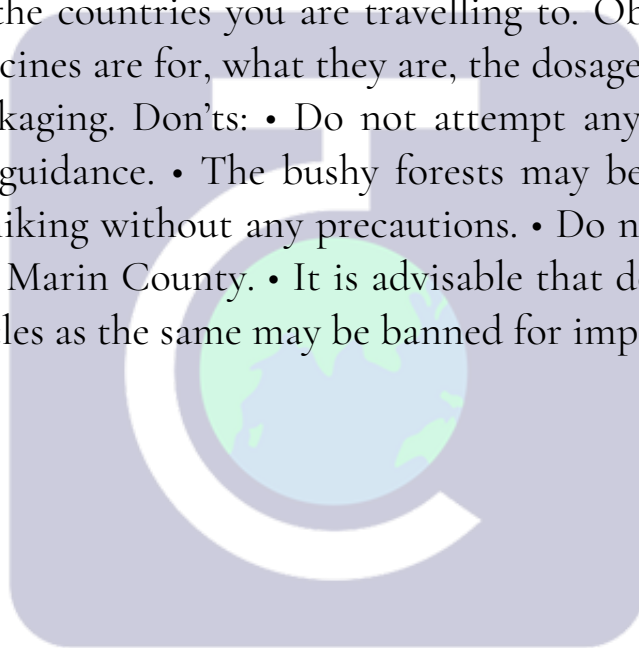 the countries you are travelling to. Ob
cines are for, what they are, the dosage
kaging. Don’ts: • Do not attempt any
guidance. • The bushy forests may be
iking without any precautions. • Do n
Marin County. • It is advisable that d
les as the same may be banned for imp